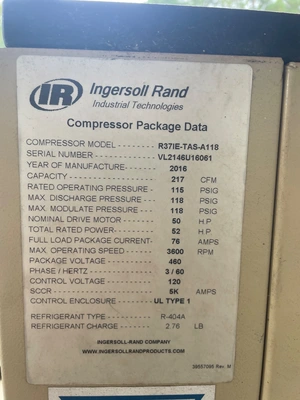 IR Ingersoll Rand
Industrial Technologies
Compressor Package Data
COMPRESSOR MODEL -------- R37IE-TAS-A118
SERIAL NUMBER ------------- VL2146U16061
YEAR OF MANUFACTURE------- 2016
CAPACITY ------------------- 217 CFM
RATED OPERATING PRESSURE - 115 PSIG
MAX. DISCHARGE PRESSURE --- 118 PSIG
MAX. MODULATE PRESSURE --- 118 PSIG
NOMINAL DRIVE MOTOR ------ 50 H.P.
TOTAL RATED POWER-------- 52 H.P.
FULL LOAD PACKAGE CURRENT- 76 AMPS
MAX. OPERATING SPEED ------ 3600 RPM
PACKAGE VOLTAGE ---------- 460
PHASE / HERTZ ------------- 3 / 60
CONTROL VOLTAGE --------- 120
SCCR --------------------- 5K AMPS
CONTROL ENCLOSURE ------- UL TYPE 1
REFRIGERANT TYPE --------- R-404A
REFRIGERANT CHARGE ------- 2.76 LB
INGERSOLL-RAND COMPANY
WWW.INGERSOLLRANDPRODUCTS.COM